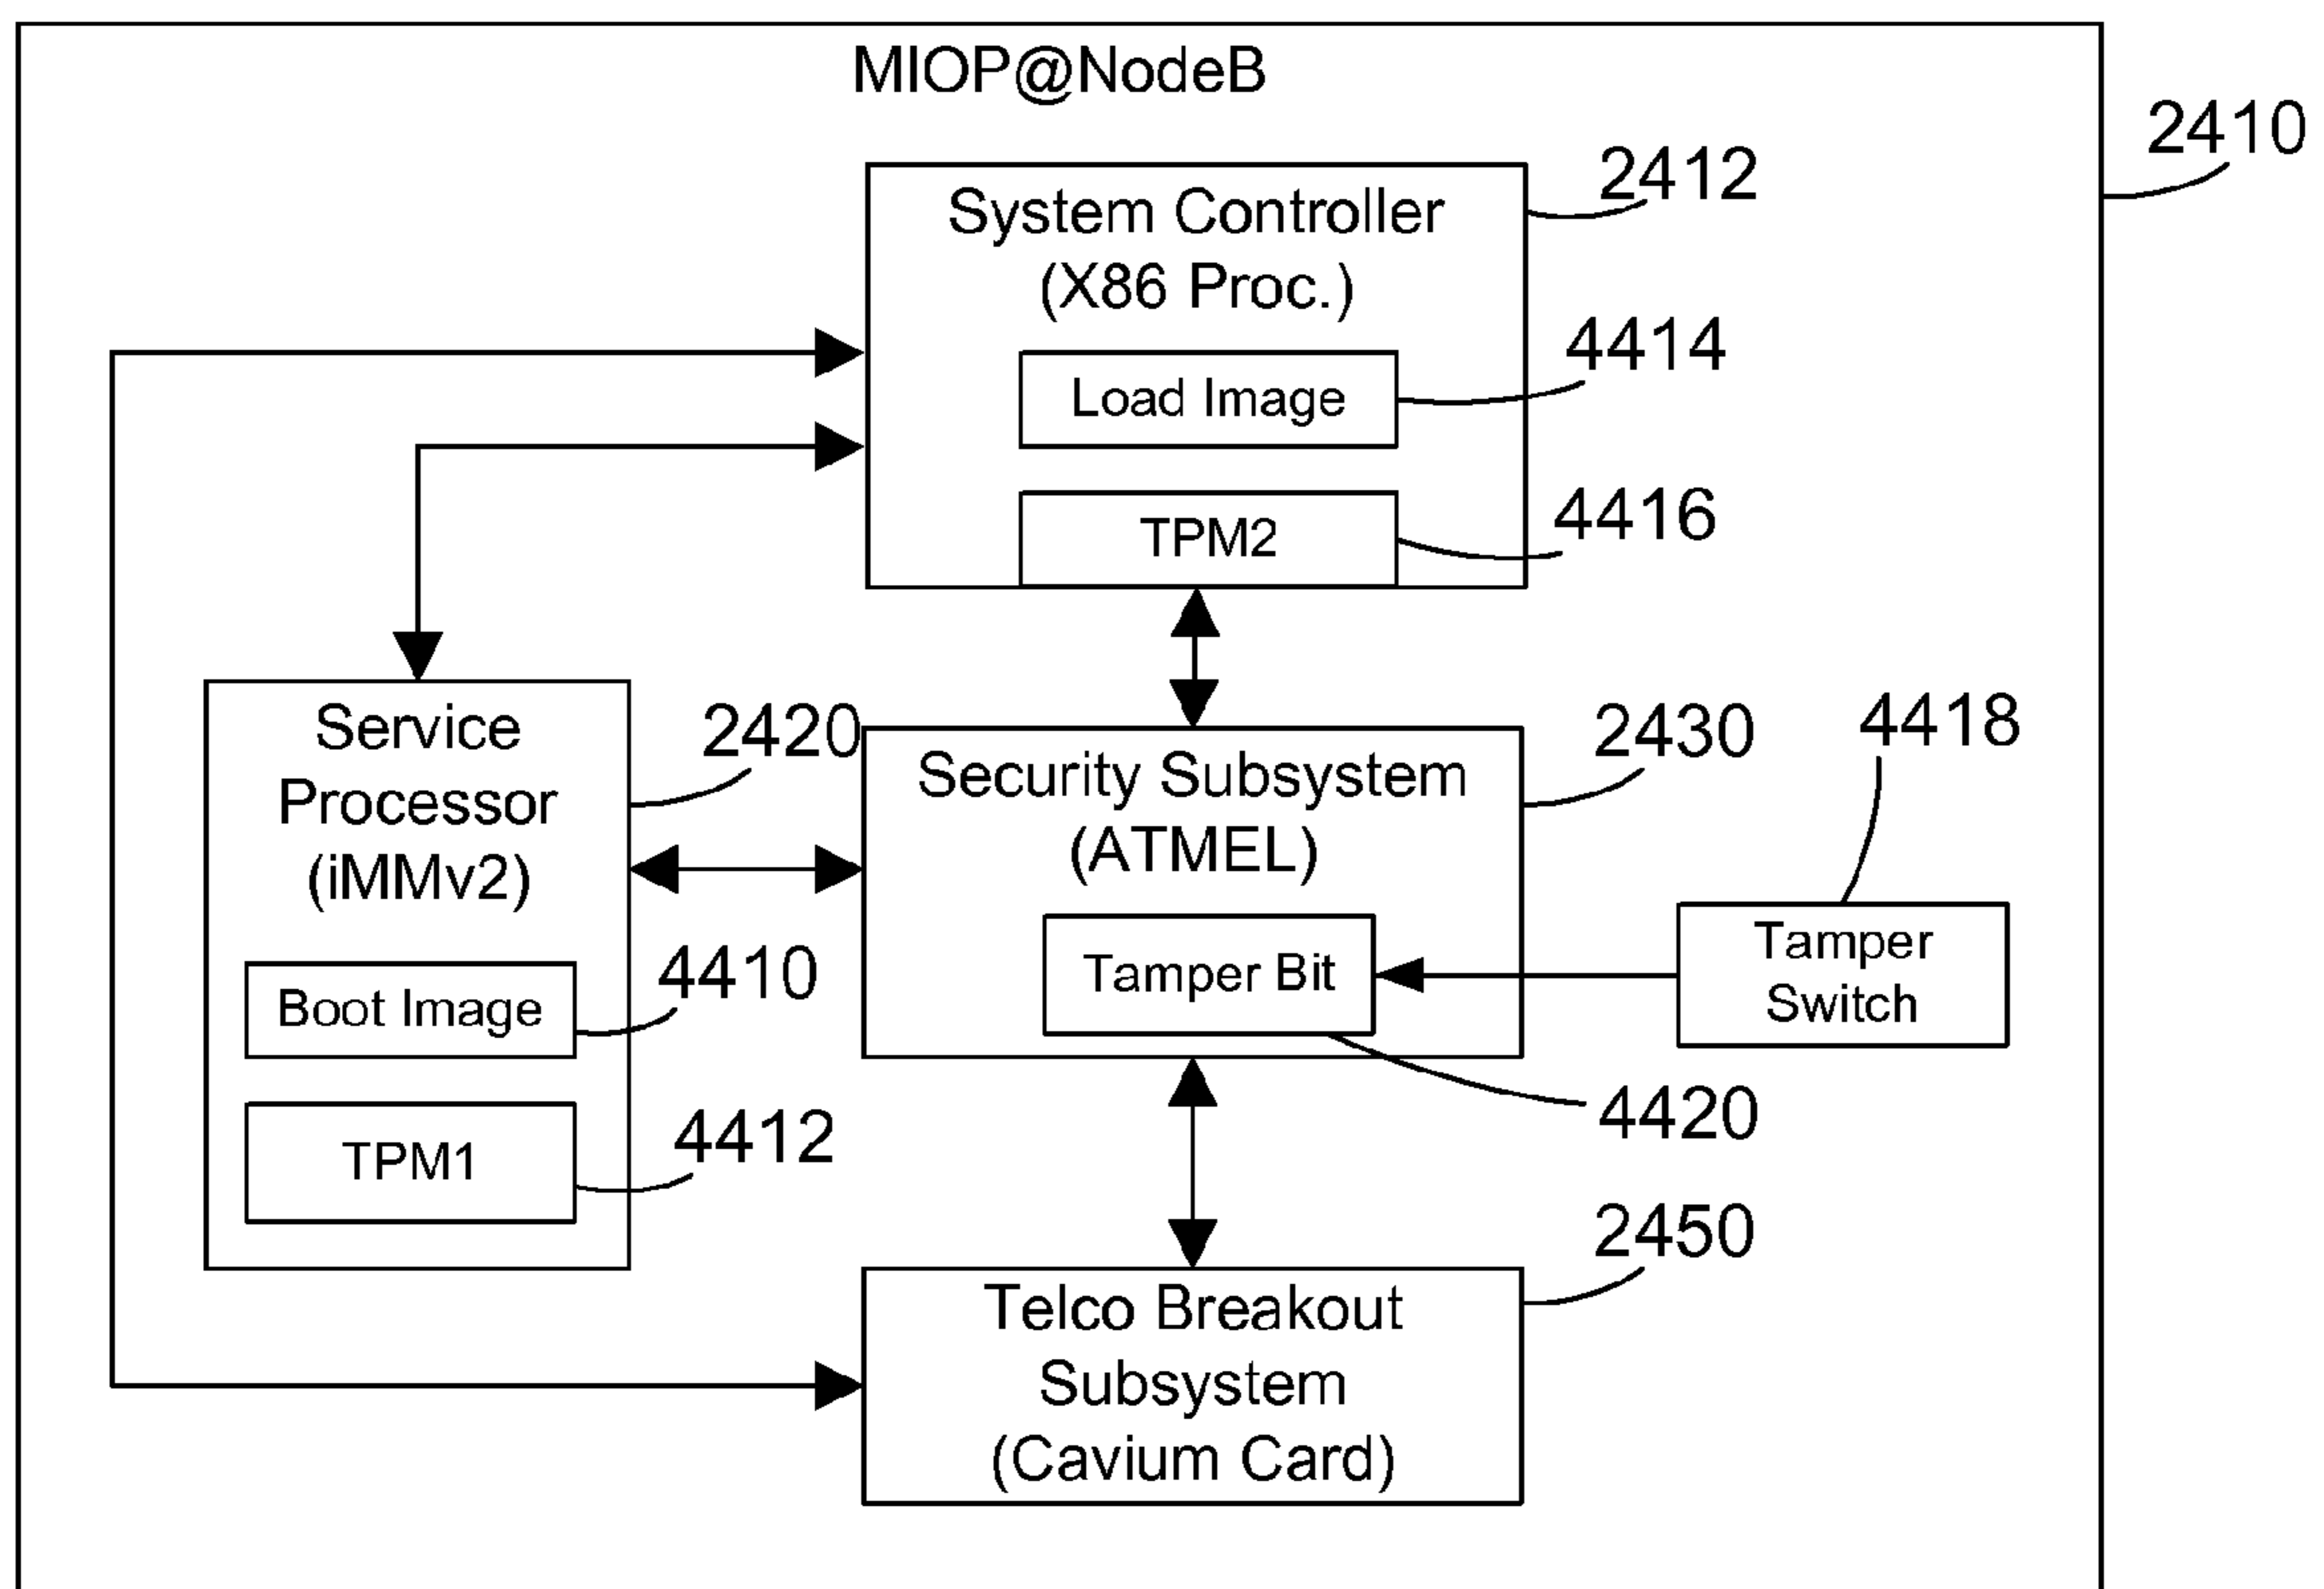 MIOP@NodeB
2410
System Controller
(X86 Proc.)
2412
Load Image
4414
TPM2
4416
Service
Processor
(iMMv2)
2420
Boot Image
4410
TPM1
4412
Security Subsystem
(ATMEL)
2430
Tamper Bit
4420
Tamper
Switch
4418
Telco Breakout
Subsystem
(Cavium Card)
2450